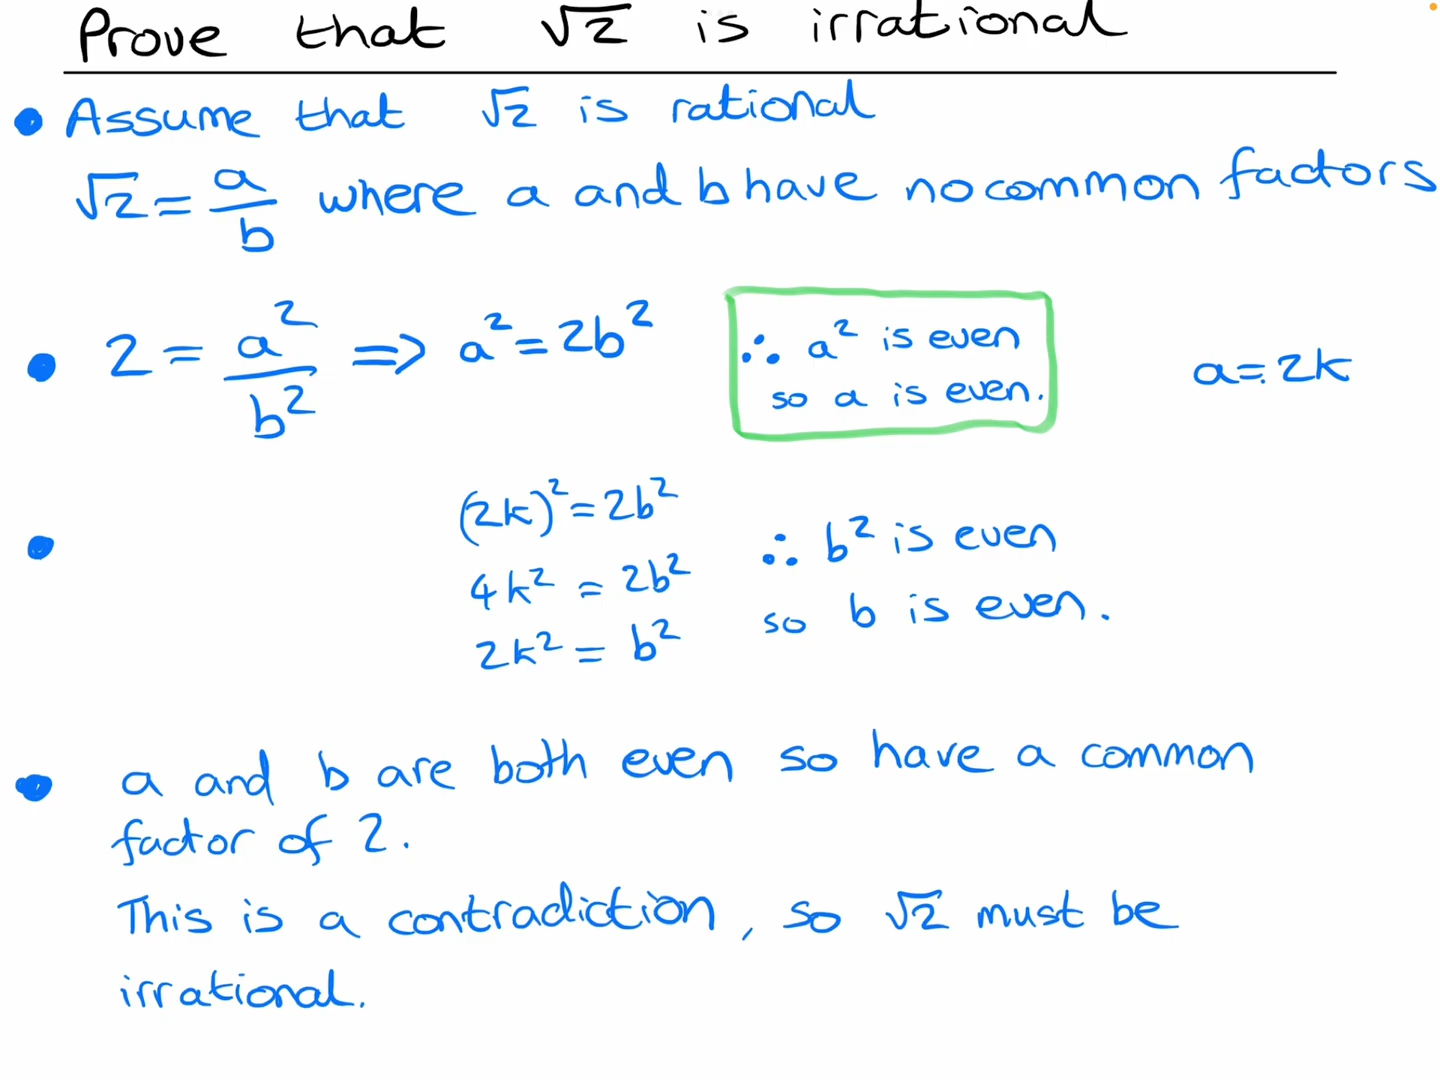 Prove that √2 is irrational
Assume that √2 is rational
√2 = a/b where a and b have no common factors
2 = a²/b² ⟹ a² = 2b²
∴ a² is even
so a is even.
a = 2k
(2k)² = 2b²
4k² = 2b²
2k² = b²
∴ b² is even
so b is even.
a and b are both even so have a common
factor of 2.
This is a contradiction, so √2 must be
irrational.